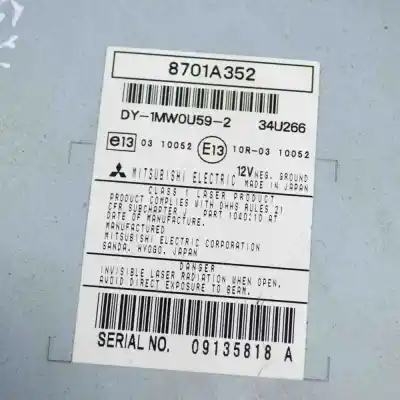 8701A352
DY-1MW0U59-2 34U266
e13 03 10052 E13 10R-03 10052
MITSUBISHI ELECTRIC 12V NEG. GROUND
MADE IN JAPAN
CLASS 1 LASER PRODUCT
PRODUCT COMPLIES WITH DHHS RULES 21
CFR SUBCHAPTER J, PART 1040:10 AT
DATE OF MANUFACTURE.
MANUFACTURED
MITSUBISHI ELECTRIC CORPORATION
SANDA, HYOGO, JAPAN
DANGER
INVISIBLE LASER RADIATION WHEN OPEN.
AVOID DIRECT EXPOSURE TO BEAM.
SERIAL NO. 09135818 A